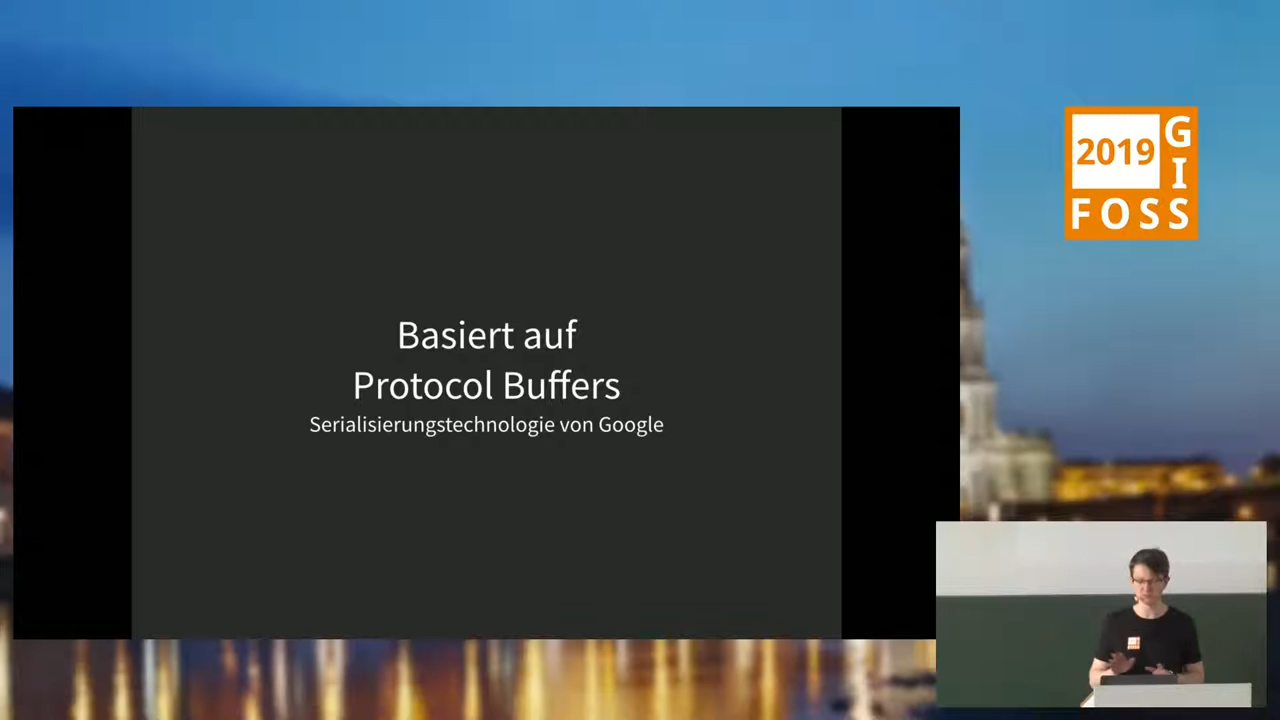 Basiert auf
Protocol Buffers
Serialisierungstechnologie von Google
2019
G
I
FOSS